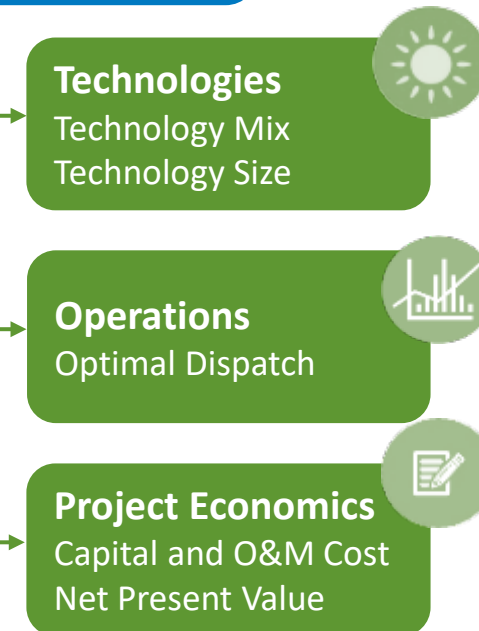 Technologies
Technology Mix
Technology Size
Operations
Optimal Dispatch
Project Economics
Capital and O&M Cost
Net Present Value